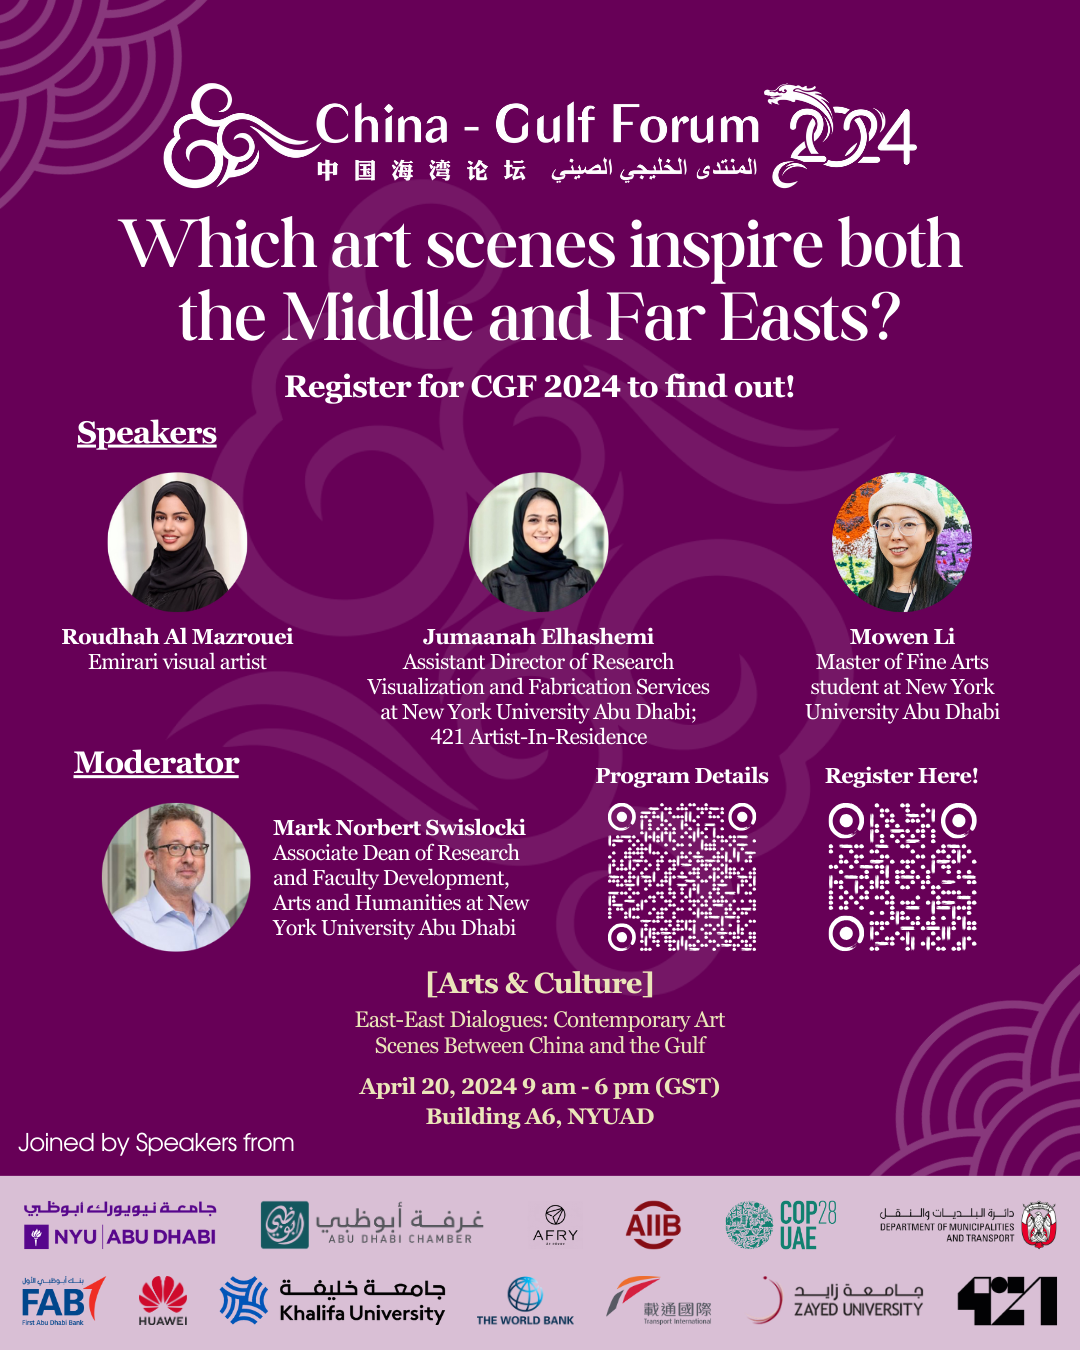 China - Gulf Forum 2024
中国海湾论坛 المنتدى الخليجي الصيني
Which art scenes inspire both
the Middle and Far Easts?
Register for CGF 2024 to find out!
Speakers
Roudhah Al Mazrouei
Emirari visual artist
Jumaanah Elhashemi
Assistant Director of Research
Visualization and Fabrication Services
at New York University Abu Dhabi;
421 Artist-In-Residence
Mowen Li
Master of Fine Arts
student at New York
University Abu Dhabi
Moderator
Mark Norbert Swislocki
Associate Dean of Research
and Faculty Development,
Arts and Humanities at New
York University Abu Dhabi
Program Details
Register Here!
[Arts & Culture]
East-East Dialogues: Contemporary Art
Scenes Between China and the Gulf
April 20, 2024 9 am - 6 pm (GST)
Building A6, NYUAD
Joined by Speakers from
جامعة نيويورك أبوظبي
NYU ABU DHABI
غرفة أبوظبي
ABU DHABI CHAMBER
AFRY
AIIB
COP28
UAE
دائرة البلديات والنقل
DEPARTMENT OF MUNICIPALITIES
AND TRANSPORT
بنك أبوظبي الأول
FAB
First Abu Dhabi Bank
HUAWEI
جامعة خليفة
Khalifa University
THE WORLD BANK
載通國際
Transport International
جامعة زايد
ZAYED UNIVERSITY
421